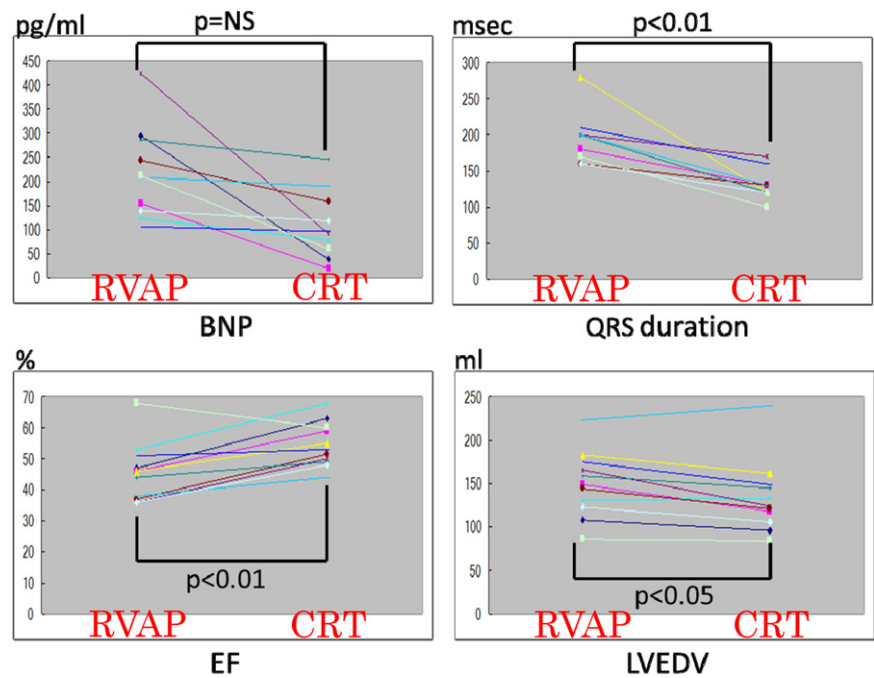 pg/ml
p=NS
450
400
350
300
250
200
150
100
50
0
RVAP CRT
BNP
msec
p<0.01
300
250
200
150
100
50
0
RVAP CRT
QRS duration
%
70
60
50
40
30
20
10
0
p<0.01
RVAP CRT
EF
ml
250
200
150
100
50
0
p<0.05
RVAP CRT
LVEDV